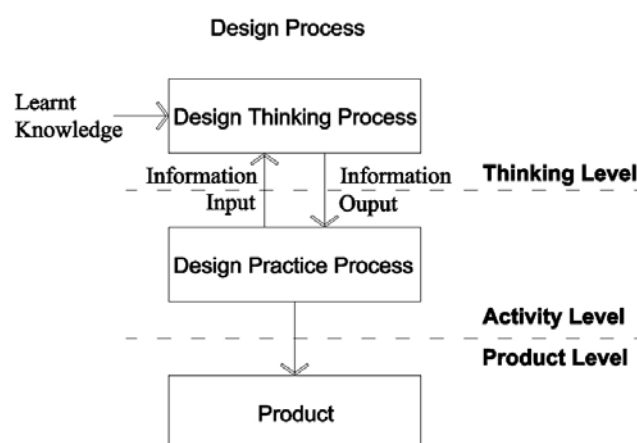 Design Process
Learnt
Knowledge
Design Thinking Process
Information
Input
Information
Ouput
Thinking Level
Design Practice Process
Activity Level
Product Level
Product